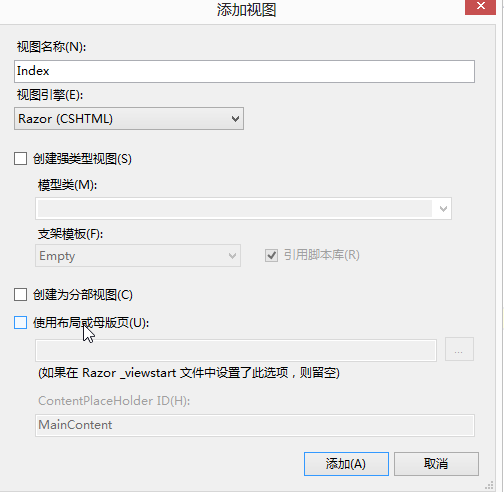 添加视图
视图名称(N):
Index
视图引擎(E):
Razor (CSHTML)
创建强类型视图(S)
模型类(M):
支架模板(F):
Empty
引用脚本库(R)
创建为分部视图(C)
使用布局或母版页(U):
...
(如果在 Razor _viewstart 文件中设置了此选项，则留空)
ContentPlaceHolder ID(H):
MainContent
添加(A)
取消